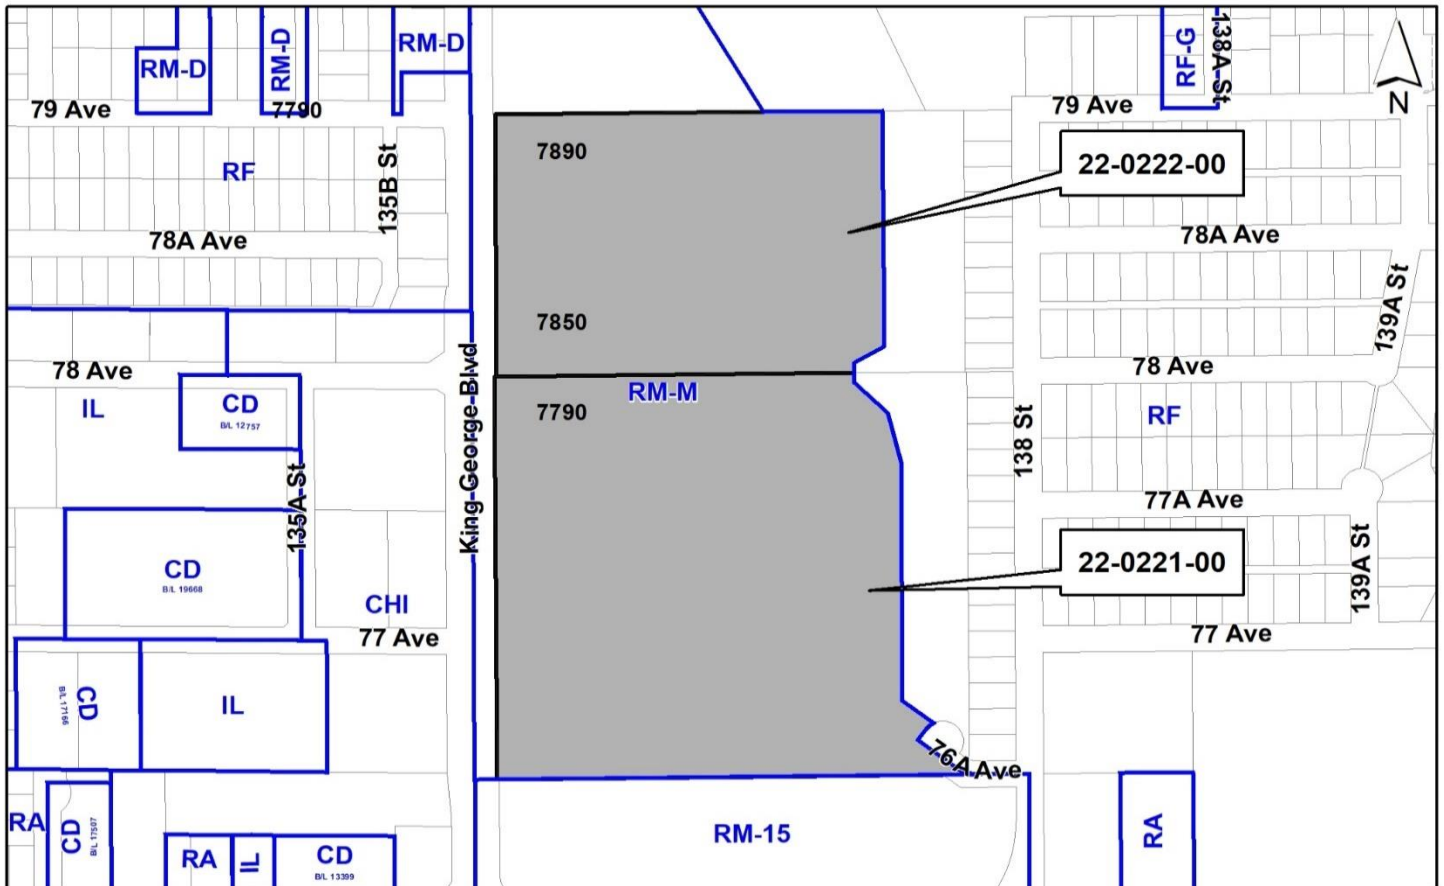 RM-D
RM-D
RM-D
RF-G
138A St
N
79 Ave
7790
79 Ave
7890
22-0222-00
RF
135B St
78A Ave
78A Ave
7850
139A St
78 Ave
78 Ave
King George Blvd
RM-M
IL
CD
B/L 12757
7790
138 St
RF
135A St
77A Ave
CD
B/L 19668
22-0221-00
139A St
CHI
77 Ave
77 Ave
CD
B/L 17166
IL
76A Ave
RA
CD
B/L 17507
RA
IL
CD
B/L 13399
RM-15
RA